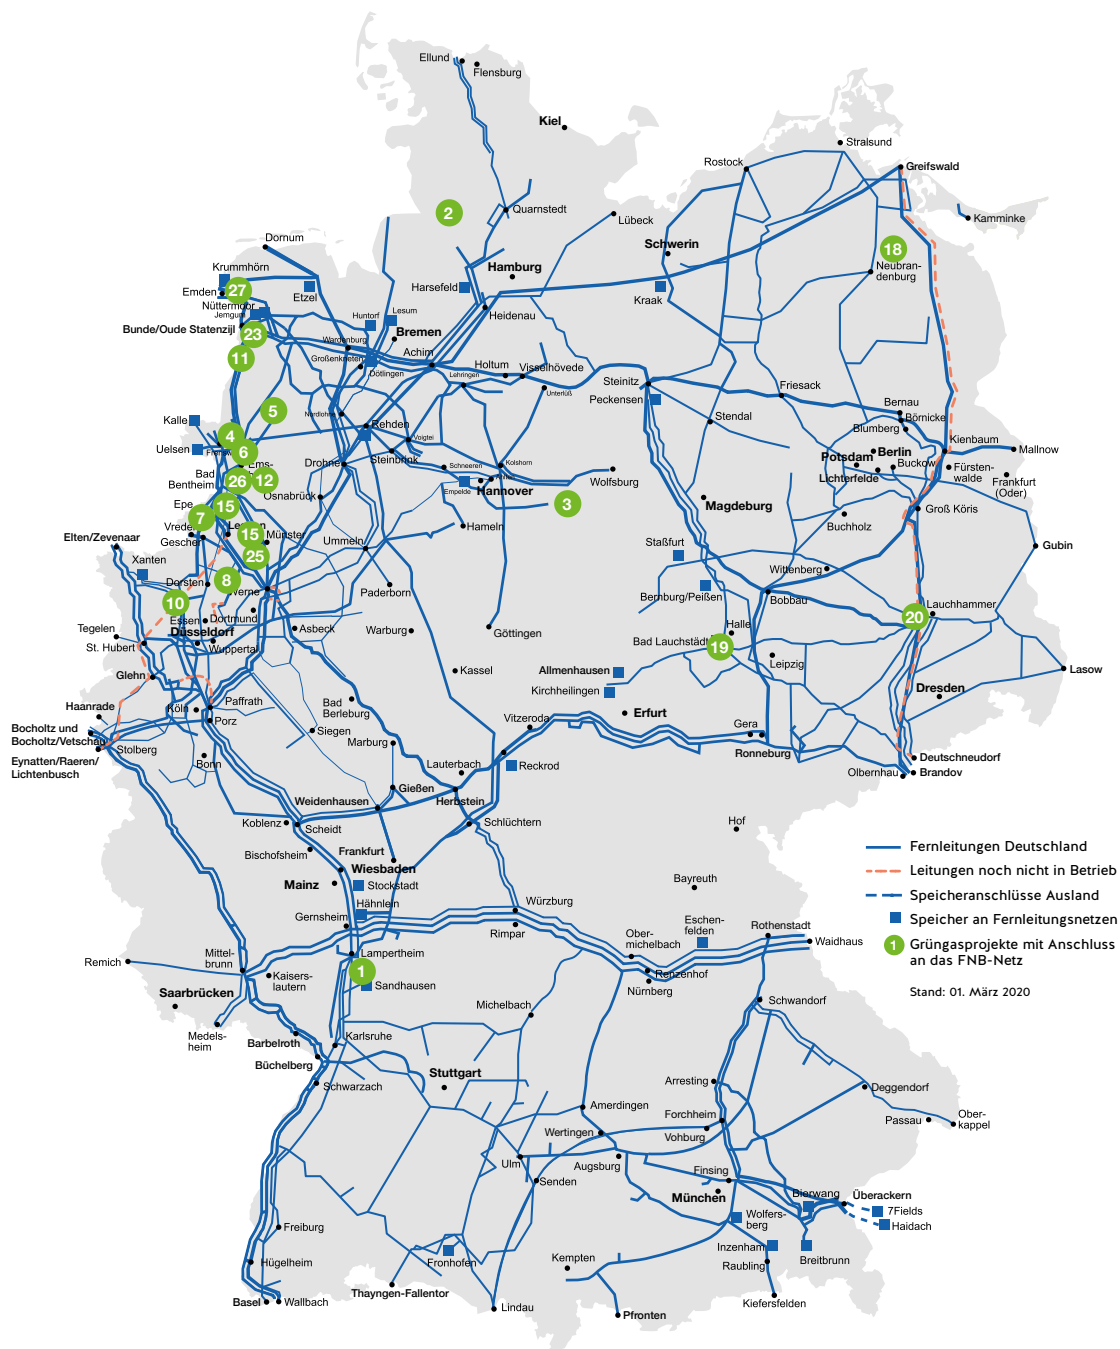 Ellund
Flensburg
Kiel
Stralsund
Rostock
Greifswald
2
Quarnstedt
Lübeck
Kamminke
Dornum
Schwerin
18
Krummhörn
Hamburg
Neubran-
denburg
27
Emden
Etzel
Harsefeld
Kraak
Nüttermoor
Jemgum
Huntorf
Lesum
Heidenau
Bunde/Oude Statenzijl
23
Bremen
Wardenburg
11
Großenkneten
Achim
Dötlingen
Lehringen
Holtum
Visselhövede
Unterlüß
Steinitz
Peckensen
Friesack
5
Nordlohne
Kalle
Rehden
Stendal
Bernau
Börnicke
Blumberg
4
Voigtei
Kienbaum
Uelsen
6
Mallnow
Ems-
Drohne
Steinbrink
Schneeren
Kolshorn
Potsdam
Berlin
Buckow
Fürsten-
walde
Bad
Bentheim
26
12
Empelde
Hannover
Wolfsburg
Lichterfelde
Frankfurt
(Oder)
Osnabrück
Epe
15
3
Magdeburg
Groß Köris
7
Vreden
Hameln
Buchholz
Gescher
15
Münster
Ummeln
Elten/Zevenaar
25
Staßfurt
Gubin
Xanten
Dorsten
8
Werne
Paderborn
Bernburg/Peißen
Wittenberg
10
Bobbau
Essen
Dortmund
20
Lauchhammer
Tegelen
Düsseldorf
Asbeck
Warburg
Göttingen
Halle
St. Hubert
Wuppertal
Bad Lauchstädt
19
Leipzig
Glehn
Kassel
Allmenhausen
Lasow
Kirchheilingen
Dresden
Haanrade
Köln
Paffrath
Bad
Berleburg
Erfurt
Porz
Vitzeroda
Gera
Bocholtz und
Bocholtz/Vetschau
Siegen
Marburg
Stolberg
Ronneburg
Eynatten/Raeren/
Lichtenbusch
Bonn
Lauterbach
Reckrod
Deutschneudorf
Olbernhau
Brandov
Gießen
Weidenhausen
Herbstein
Koblenz
Scheidt
Schlüchtern
Hof
Bischofsheim
Frankfurt
Fernleitungen Deutschland
Wiesbaden
Leitungen noch nicht in Betrieb
Mainz
Stockstadt
Bayreuth
Speicheranschlüsse Ausland
Hähnlein
Würzburg
Speicher an Fernleitungsnetzen
Gernsheim
Rimpar
Eschen-
felden
Rothenstadt
1
Grüngasprojekte mit Anschluss
an das FNB-Netz
Ober-
michelbach
Waidhaus
Mittel-
brunn
Lampertheim
Remich
Kaisers-
lautern
1
Renzenhof
Sandhausen
Nürnberg
Stand: 01. März 2020
Saarbrücken
Michelbach
Schwandorf
Medels-
heim
Barbelroth
Karlsruhe
Büchelberg
Stuttgart
Schwarzach
Arresting
Deggendorf
Amerdingen
Forchheim
Ober-
kappel
Passau
Wertingen
Vohburg
Ulm
Augsburg
Finsing
Senden
München
Bierwang
Überackern
7Fields
Wolfers-
berg
Haidach
Freiburg
Inzenham
Fronhofen
Kempten
Raubling
Breitbrunn
Hügelheim
Thayngen-Fallentor
Basel
Wallbach
Lindau
Kiefersfelden
Pfronten